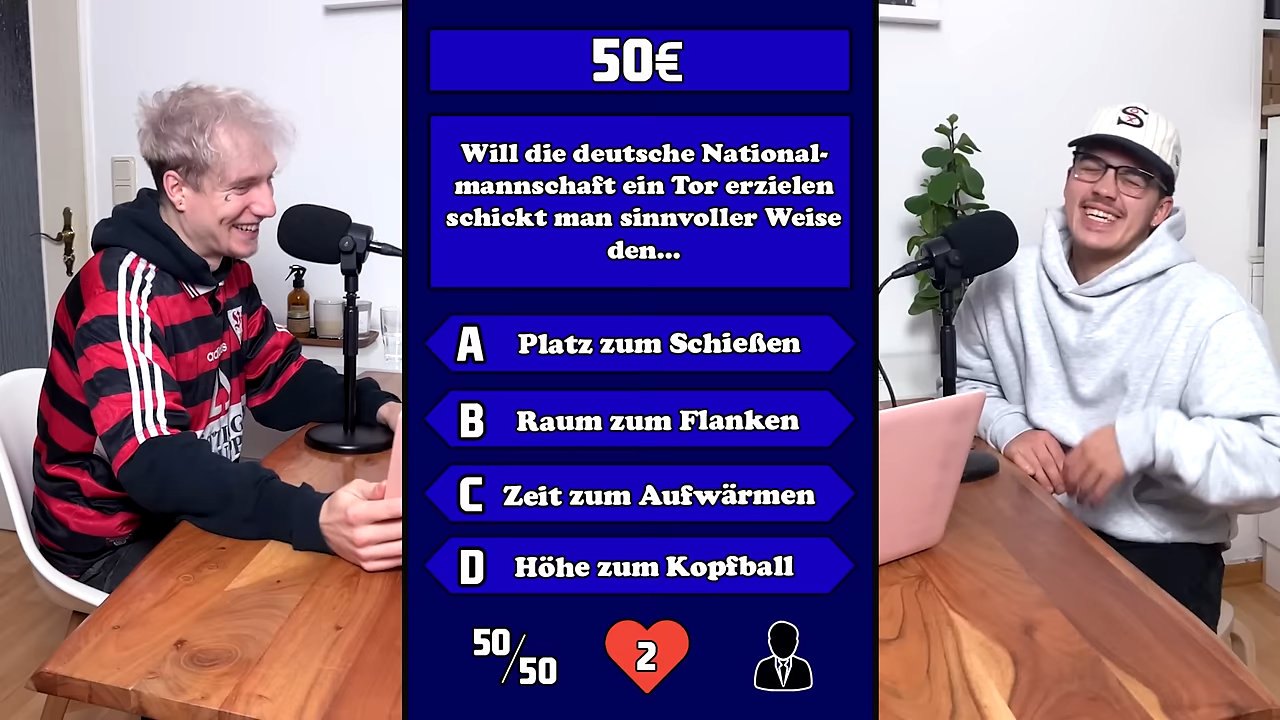 50€
Will die deutsche National-
mannschaft ein Tor erzielen
schickt man sinnvoller Weise
den...
A Platz zum Schießen
B Raum zum Flanken
C Zeit zum Aufwärmen
D Höhe zum Kopfball
50/50
2
adidas
S